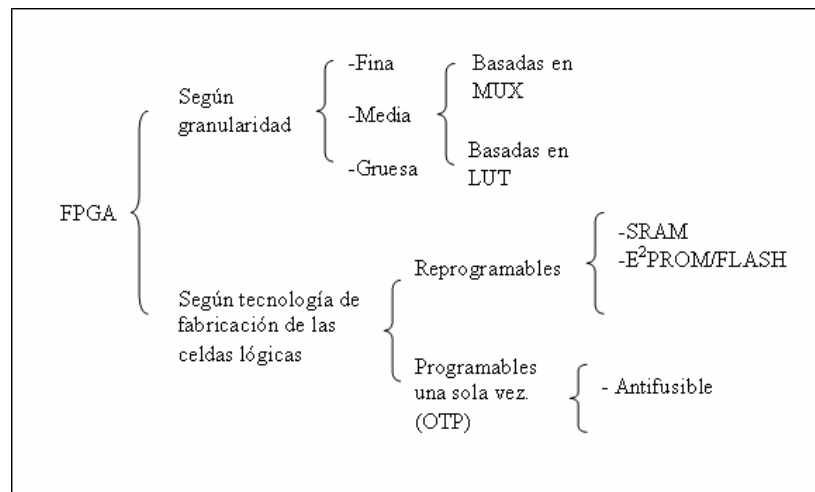 FPGA
Según
granularidad
-Fina
-Media
-Gruesa
Basadas en
MUX
Basadas en
LUT
Según tecnología de
fabricación de las
celdas lógicas
Reprogramables
-SRAM
-E²PROM/FLASH
Programables
una sola vez.
(OTP)
- Antifusible